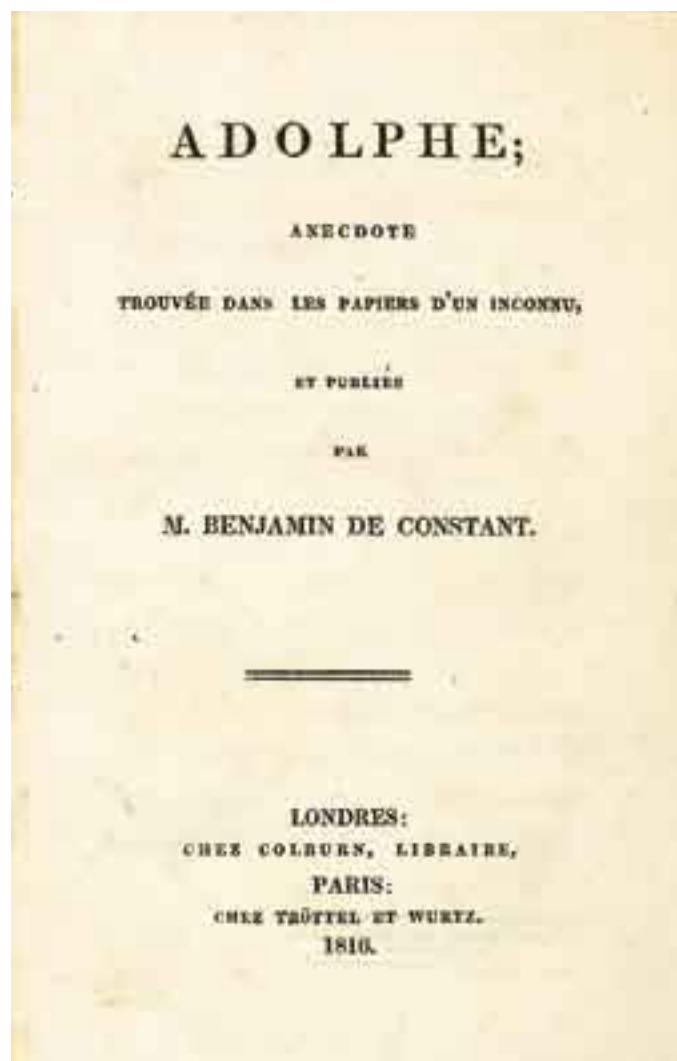 ADOLPHE;
ANECDOTE
TROUVÉE DANS LES PAPIERS D'UN INCONNU,
ET PUBLIÉE
PAR
M. BENJAMIN DE CONSTANT.
LONDRES:
CHEZ COLBURN, LIBRAIRE,
PARIS:
CHEZ TRÖTTEL ET WURTZ.
1816.